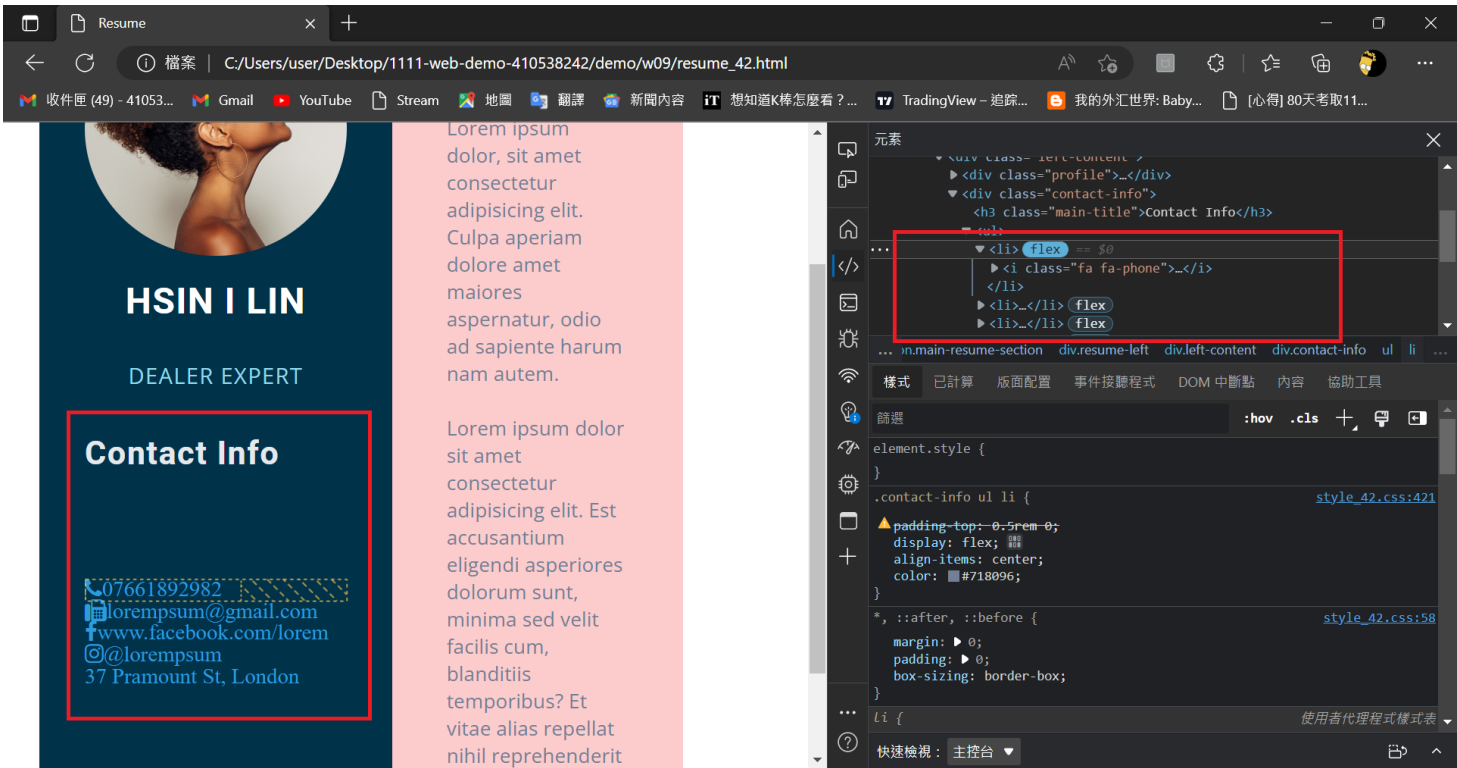 Resume
檔案 | C:/Users/user/Desktop/1111-web-demo-410538242/demo/w09/resume_42.html
收件匣 (49) - 41053... Gmail YouTube Stream 地圖 翻譯 新聞內容 iT 想知道K棒怎麼看？... TradingView – 追踪... 我的外汇世界: Baby... [心得] 80天考取11...
HSIN I LIN
DEALER EXPERT
Contact Info
07661892982
lorempsum@gmail.com
www.facebook.com/lorem
@lorempsum
37 Pramount St, London
Lorem ipsum
dolor, sit amet
consectetur
adipisicing elit.
Culpa aperiam
dolore amet
maiores
aspernatur, odio
ad sapiente harum
nam autem.
Lorem ipsum dolor
sit amet
consectetur
adipisicing elit. Est
accusantium
eligendi asperiores
dolorum sunt,
minima sed velit
facilis cum,
blanditiis
temporibus? Et
vitae alias repellat
nihil reprehenderit
元素
▼<div class="left-content">
▶<div class="profile">…</div>
▼<div class="contact-info">
<h3 class="main-title">Contact Info</h3>
▼<ul>
... ▼<li> flex == $0
▶<i class="fa fa-phone">…</i>
</li>
▶<li>…</li> flex
▶<li>…</li> flex
... on.main-resume-section div.resume-left div.left-content div.contact-info ul li ...
樣式 已計算 版面配置 事件接聽程式 DOM 中斷點 內容 協助工具
篩選 :hov .cls
element.style {
}
.contact-info ul li { style_42.css:421
padding-top: 0.5rem 0;
display: flex;
align-items: center;
color: #718096;
}
*, ::after, ::before { style_42.css:58
margin: ▶ 0;
padding: ▶ 0;
box-sizing: border-box;
}
li { 使用者代理程式樣式表
快速檢視： 主控台 ▼